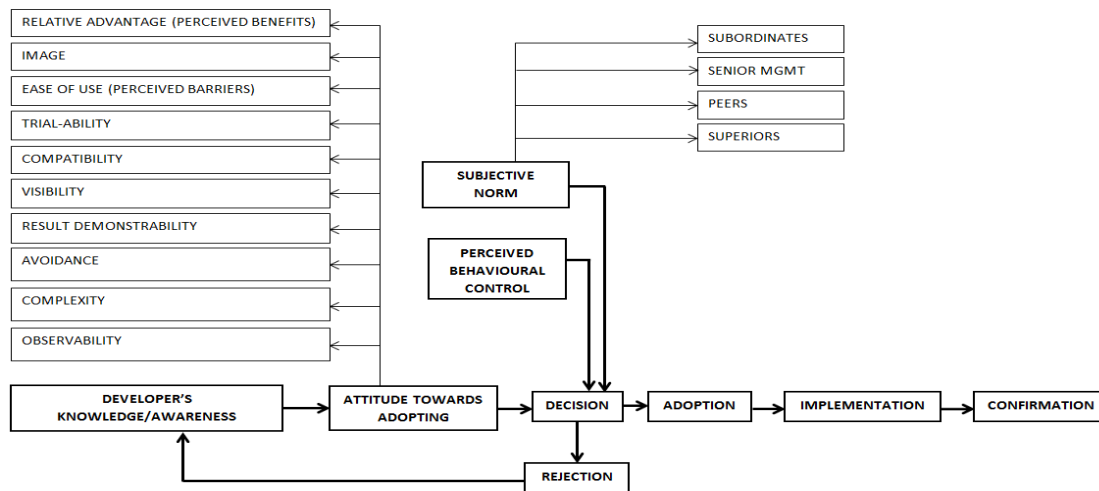 RELATIVE ADVANTAGE (PERCEIVED BENEFITS)
IMAGE
EASE OF USE (PERCEIVED BARRIERS)
TRIAL-ABILITY
COMPATIBILITY
VISIBILITY
RESULT DEMONSTRABILITY
AVOIDANCE
COMPLEXITY
OBSERVABILITY
SUBORDINATES
SENIOR MGMT
PEERS
SUPERIORS
SUBJECTIVE
NORM
PERCEIVED
BEHAVIOURAL
CONTROL
DEVELOPER'S
KNOWLEDGE/AWARENESS
ATTITUDE TOWARDS
ADOPTING
DECISION
ADOPTION
IMPLEMENTATION
CONFIRMATION
REJECTION